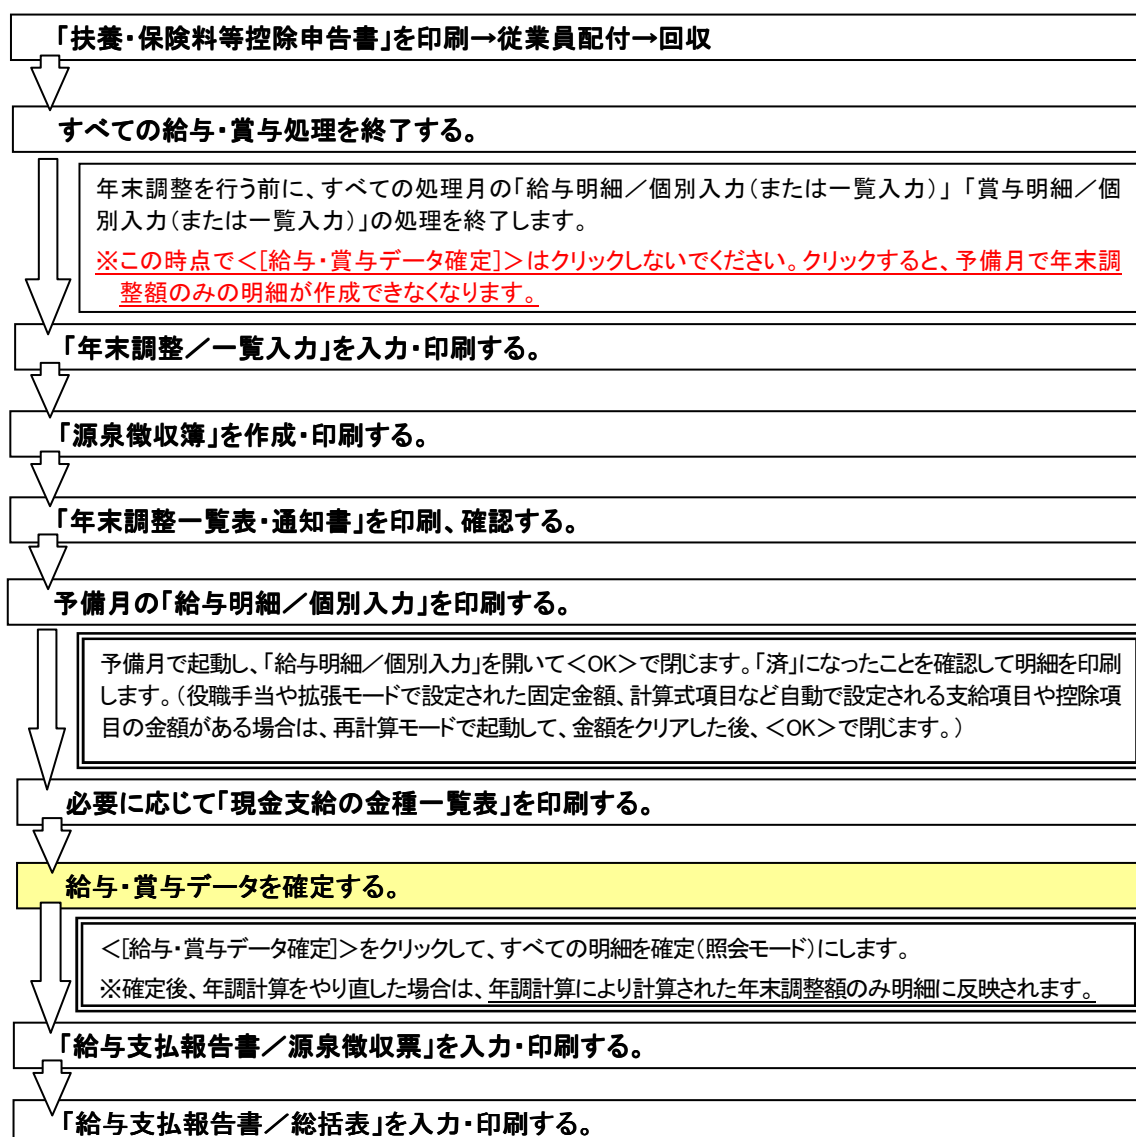 「扶養・保険料等控除申告書」を印刷→従業員配付→回収
すべての給与・賞与処理を終了する。
年末調整を行う前に、すべての処理月の「給与明細／個別入力（または一覧入力）」「賞与明細／個
別入力（または一覧入力）」の処理を終了します。
※この時点で＜[給与・賞与データ確定]＞はクリックしないでください。クリックすると、予備月で年末調
整額のみの明細が作成できなくなります。
「年末調整／一覧入力」を入力・印刷する。
「源泉徴収簿」を作成・印刷する。
「年末調整一覧表・通知書」を印刷、確認する。
予備月の「給与明細／個別入力」を印刷する。
予備月で起動し、「給与明細／個別入力」を開いて＜OK＞で閉じます。「済」になったことを確認して明細を印刷
します。（役職手当や拡張モードで設定された固定金額、計算式項目など自動で設定される支給項目や控除項
目の金額がある場合は、再計算モードで起動して、金額をクリアした後、＜OK＞で閉じます。）
必要に応じて「現金支給の金種一覧表」を印刷する。
給与・賞与データを確定する。
＜[給与・賞与データ確定]＞をクリックして、すべての明細を確定（照会モード）にします。
※確定後、年調計算をやり直した場合は、年調計算により計算された年末調整額のみ明細に反映されます。
「給与支払報告書／源泉徴収票」を入力・印刷する。
「給与支払報告書／総括表」を入力・印刷する。